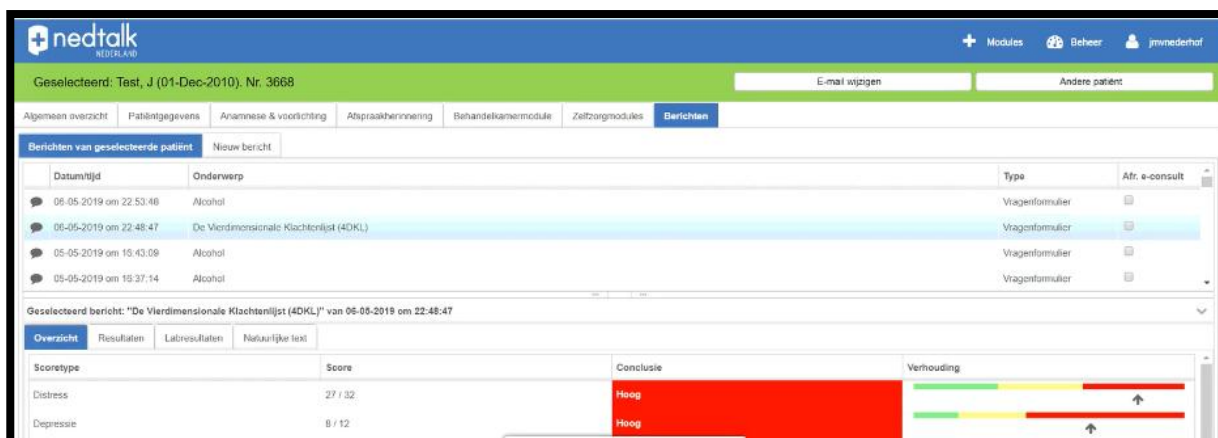 nedtalk
NEDERLAND
Modules Beheer jmvnederhof
Geselecteerd: Test, J (01-Dec-2010). Nr. 3668 E-mail wijzigen Andere patiënt
Algemeen overzicht Patiëntgegevens Anamnese & voorlichting Afspraakherinnering Behandelkamermodule Zelfzorgmodules Berichten
Berichten van geselecteerde patiënt Nieuw bericht
Datum/tijd Onderwerp Type Afr. e-consult
06-05-2019 om 22:53:46 Alcohol Vragenformulier
06-05-2019 om 22:48:47 De Vierdimensionale Klachtenlijst (4DKL) Vragenformulier
05-05-2019 om 16:43:09 Alcohol Vragenformulier
05-05-2019 om 16:37:14 Alcohol Vragenformulier
Geselecteerd bericht: "De Vierdimensionale Klachtenlijst (4DKL)" van 06-05-2019 om 22:48:47
Overzicht Resultaten Labresultaten Natuurlijke text
Scoretype Score Conclusie Verhouding
Distress 27 / 32 Hoog
Depressie 8 / 12 Hoog